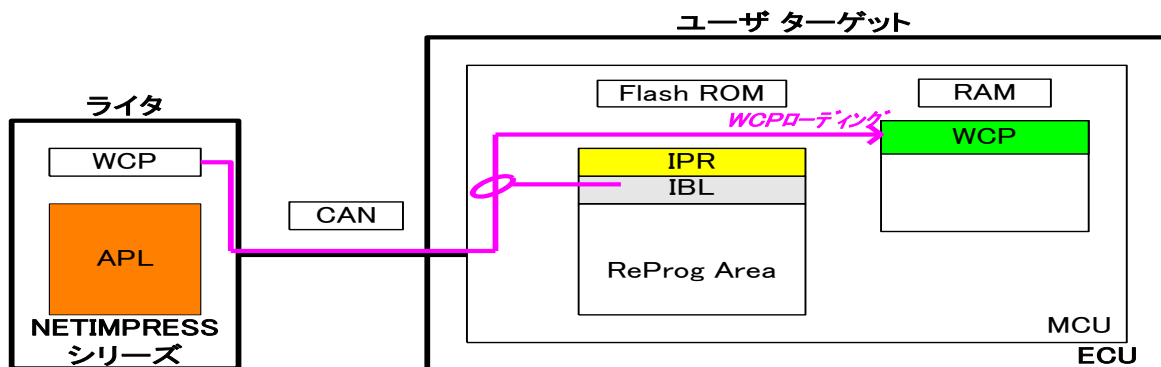 ユーザ ターゲット
ライタ
Flash ROM
RAM
WCPローディング
WCP
WCP
IPR
IBL
CAN
APL
ReProg Area
NETIMPRESS
シリーズ
MCU
ECU